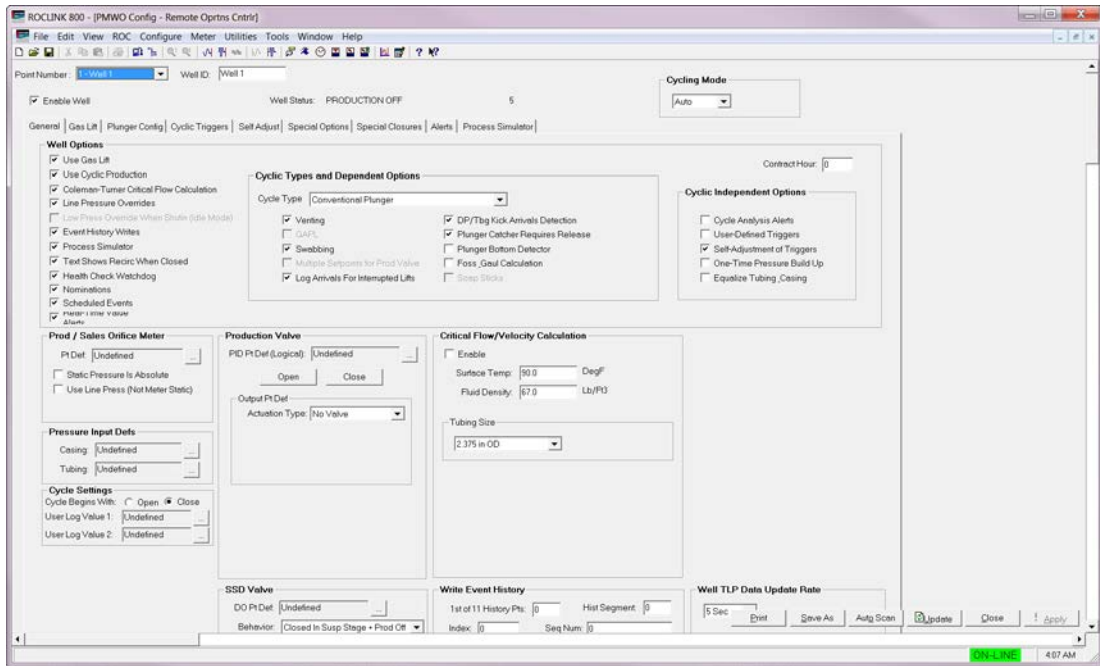 ROCLINK 800 - [PMWO Config - Remote Oprtns Cntrlr]
File Edit View ROC Configure Meter Utilities Tools Window Help
Point Number: 1 - Well 1 Well ID: Well 1
Cycling Mode
Enable Well Well Status: PRODUCTION OFF 5 Auto
General Gas Lift Plunger Config Cyclic Triggers Self Adjust Special Options Special Closures Alerts Process Simulator
Well Options
Use Gas Lift
Use Cyclic Production
Coleman-Turner Critical Flow Calculation
Line Pressure Overrides
Low Press Override When Shutin (Idle Mode)
Event History Writes
Process Simulator
Text Shows Recirc When Closed
Health Check Watchdog
Nominations
Scheduled Events
Real-Time Value
Alerts
Cyclic Types and Dependent Options
Cycle Type Conventional Plunger
Venting
GAPL
Swabbing
Multiple Setpoints for Prod Valve
Log Arrivals For Interrupted Lifts
DP/Tbg Kick Arrivals Detection
Plunger Catcher Requires Release
Plunger Bottom Detector
Foss_Gaul Calculation
Soap Sticks
Contract Hour: 0
Cyclic Independent Options
Cycle Analysis Alerts
User-Defined Triggers
Self-Adjustment of Triggers
One-Time Pressure Build Up
Equalize Tubing_Casing
Prod / Sales Orifice Meter
Pt Def: Undefined ...
Static Pressure Is Absolute
Use Line Press (Not Meter Static)
Pressure Input Defs
Casing: Undefined ...
Tubing: Undefined ...
Cycle Settings
Cycle Begins With: Open Close
User Log Value 1: Undefined ...
User Log Value 2: Undefined ...
Production Valve
PID Pt Def (Logical): Undefined ...
Open Close
Output Pt Def
Actuation Type: No Valve
Critical Flow/Velocity Calculation
Enable
Surface Temp: 90.0 DegF
Fluid Density: 67.0 Lb/Ft3
Tubing Size
2.375 in OD
SSD Valve
DO Pt Def: Undefined ...
Behavior: Closed In Susp Stage + Prod Off
Write Event History
1st of 11 History Pts: 0 Hist Segment: 0
Index: 0 Seq Num: 0
Well TLP Data Update Rate
5 Sec
Print Save As Auto Scan Update Close ! Apply
ON-LINE 4:07 AM